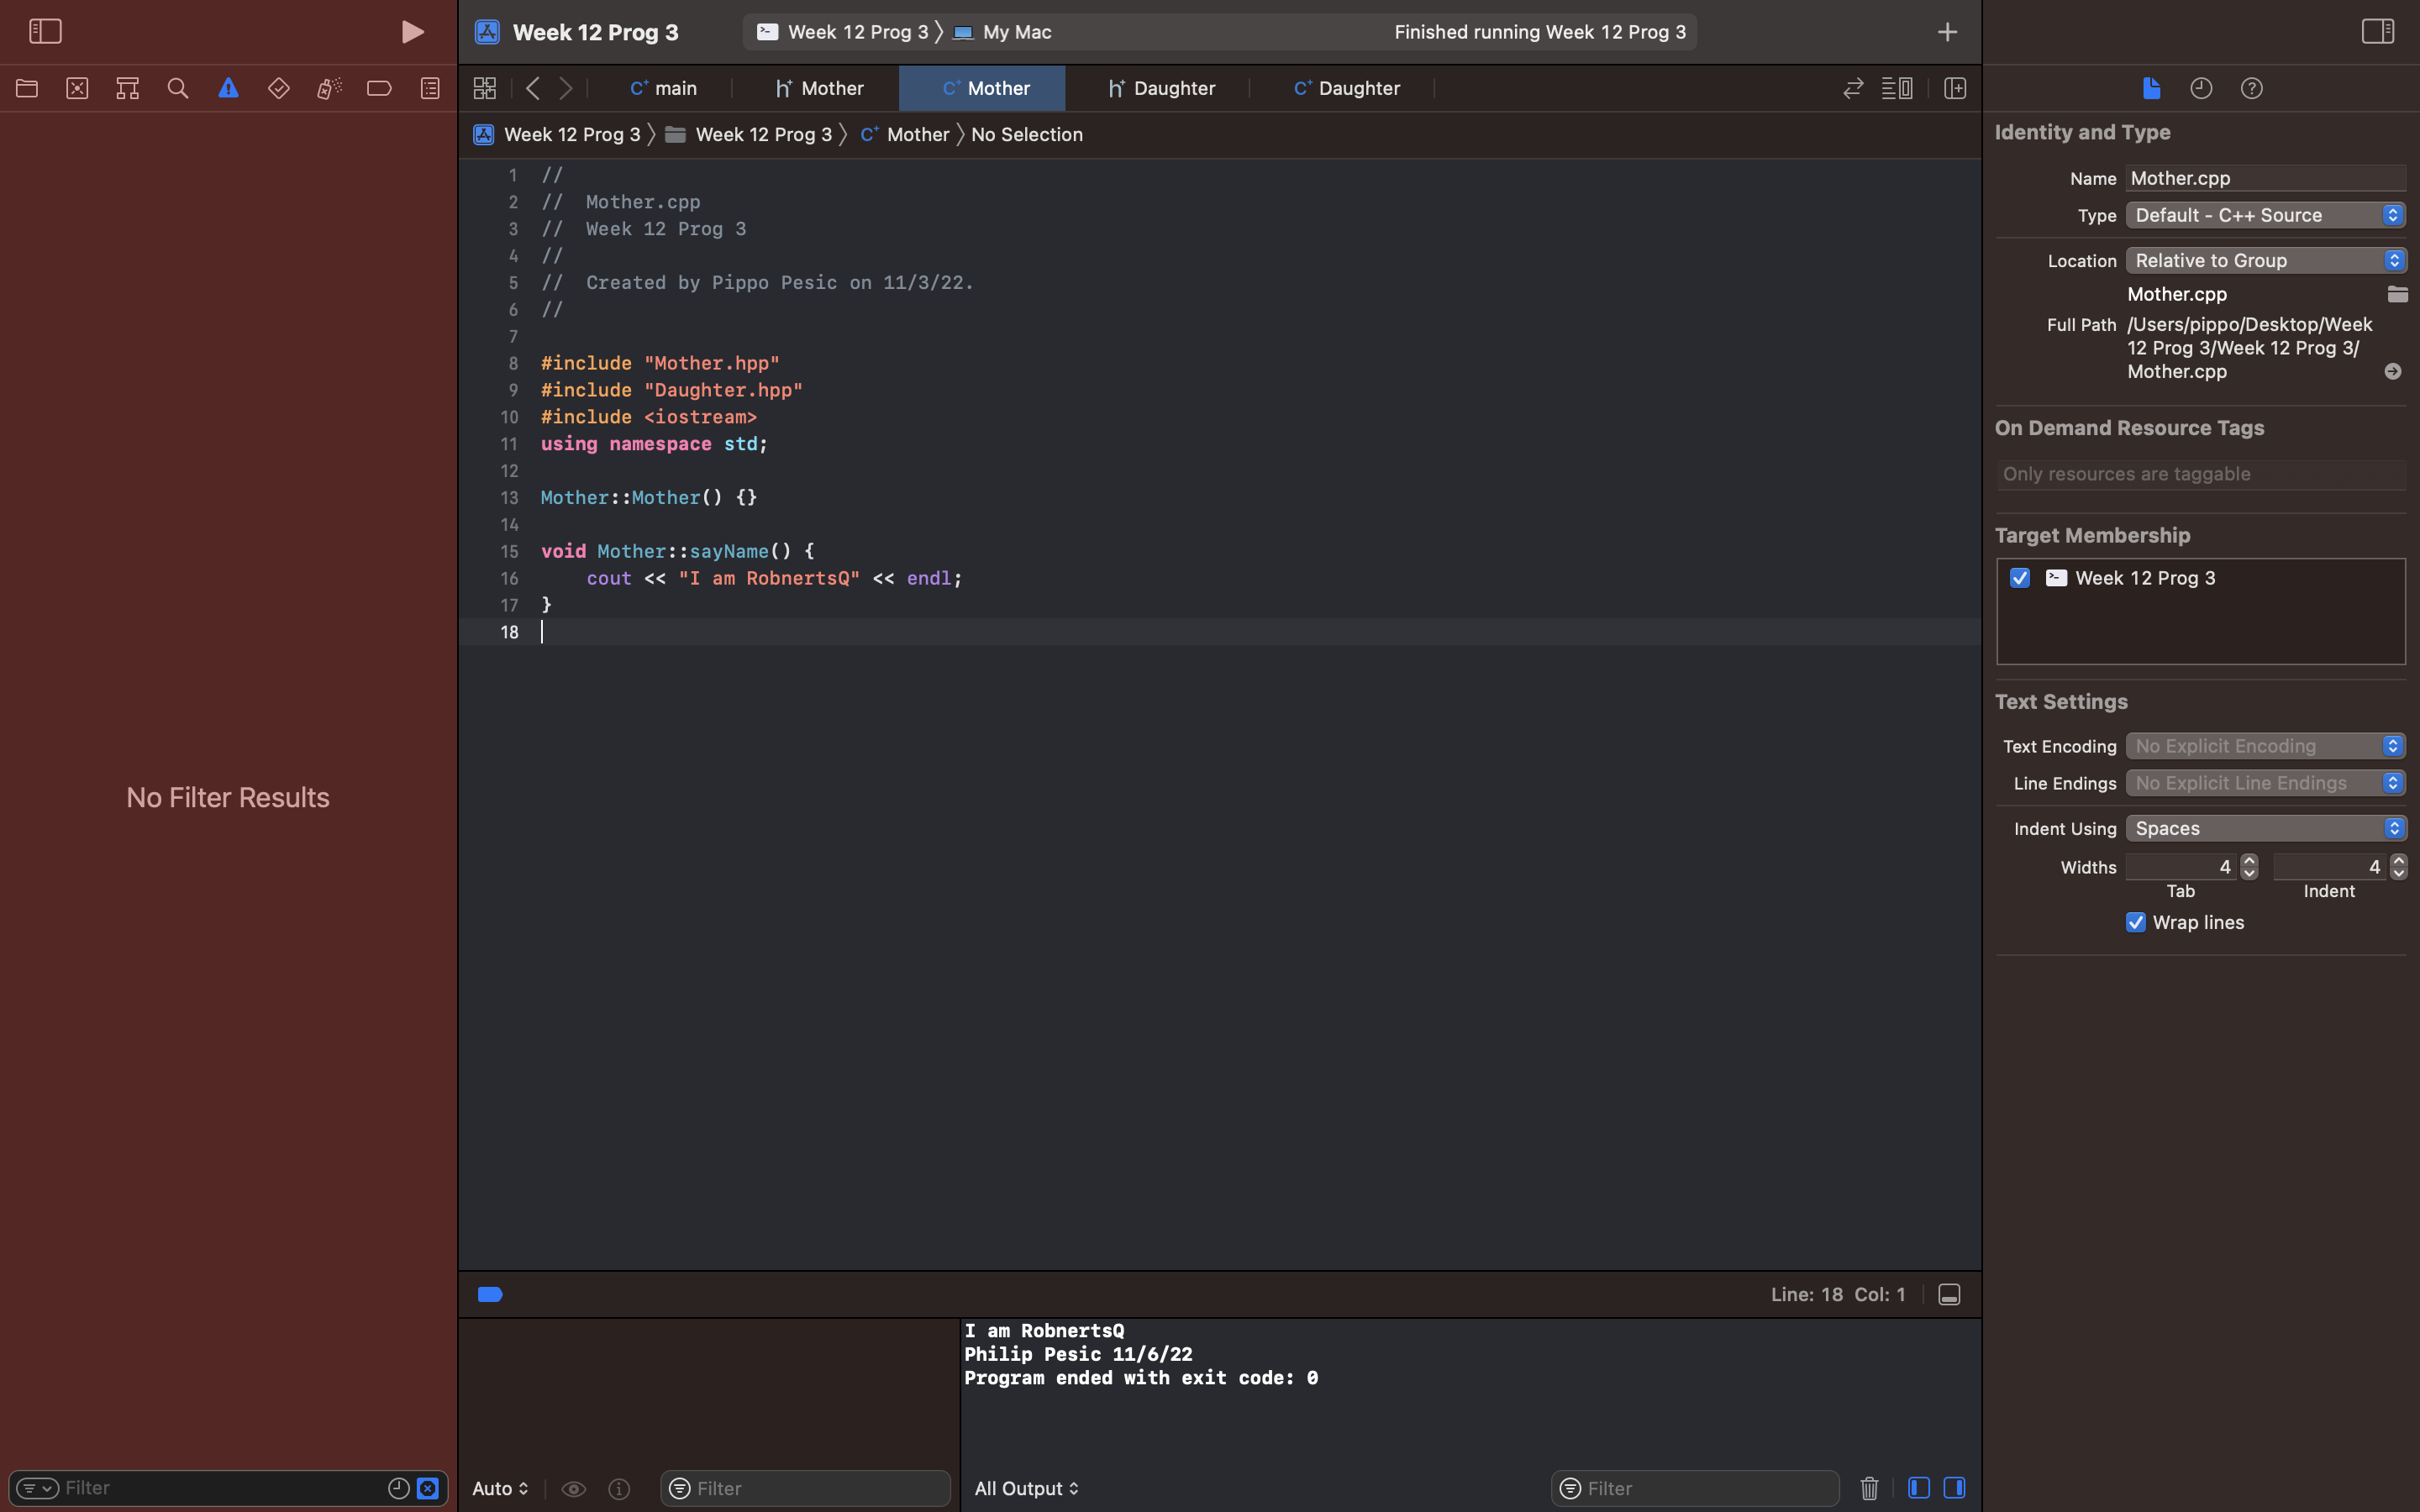 Week 12 Prog 3
Week 12 Prog 3 〉 My Mac
Finished running Week 12 Prog 3
C+ main
h+ Mother
C+ Mother
h+ Daughter
C+ Daughter
Week 12 Prog 3 〉 Week 12 Prog 3 〉 C+ Mother 〉 No Selection
1 //
2 //  Mother.cpp
3 //  Week 12 Prog 3
4 //
5 //  Created by Pippo Pesic on 11/3/22.
6 //
7
8 #include "Mother.hpp"
9 #include "Daughter.hpp"
10 #include <iostream>
11 using namespace std;
12
13 Mother::Mother() {}
14
15 void Mother::sayName() {
16     cout << "I am RobnertsQ" << endl;
17 }
18
No Filter Results
Filter
Line: 18 Col: 1
I am RobnertsQ
Philip Pesic 11/6/22
Program ended with exit code: 0
Auto
Filter
All Output
Filter
Identity and Type
Name Mother.cpp
Type Default - C++ Source
Location Relative to Group
Mother.cpp
Full Path /Users/pippo/Desktop/Week
12 Prog 3/Week 12 Prog 3/
Mother.cpp
On Demand Resource Tags
Only resources are taggable
Target Membership
Week 12 Prog 3
Text Settings
Text Encoding No Explicit Encoding
Line Endings No Explicit Line Endings
Indent Using Spaces
Widths 4 4
Tab Indent
Wrap lines